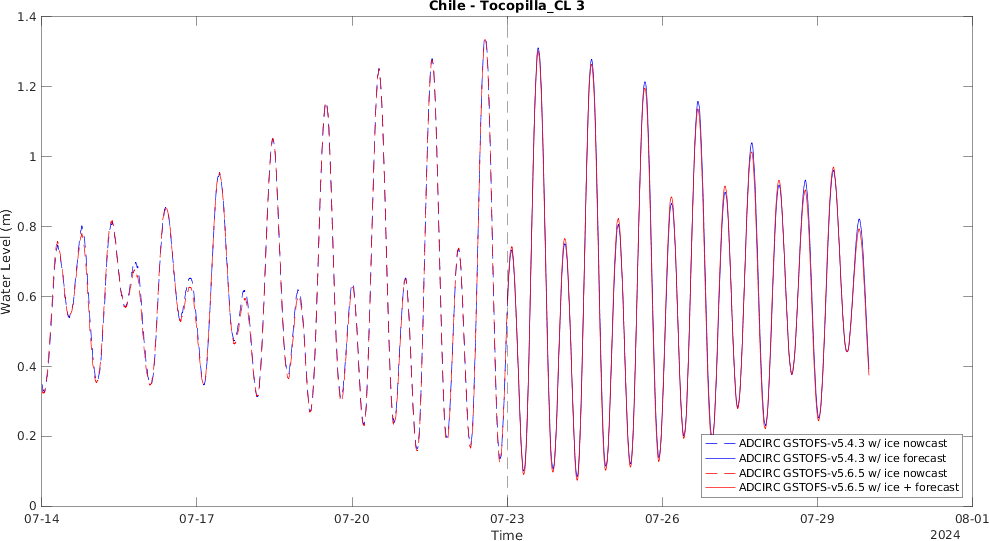 Chile - Tocopilla_CL 3
Water Level (m)
1.4
1.2
1
0.8
0.6
0.4
0.2
0
ADCIRC GSTOFS-v5.4.3 w/ ice nowcast
ADCIRC GSTOFS-v5.4.3 w/ ice forecast
ADCIRC GSTOFS-v5.6.5 w/ ice nowcast
ADCIRC GSTOFS-v5.6.5 w/ ice + forecast
07-14 07-17 07-20 07-23 07-26 07-29 08-01
Time
2024